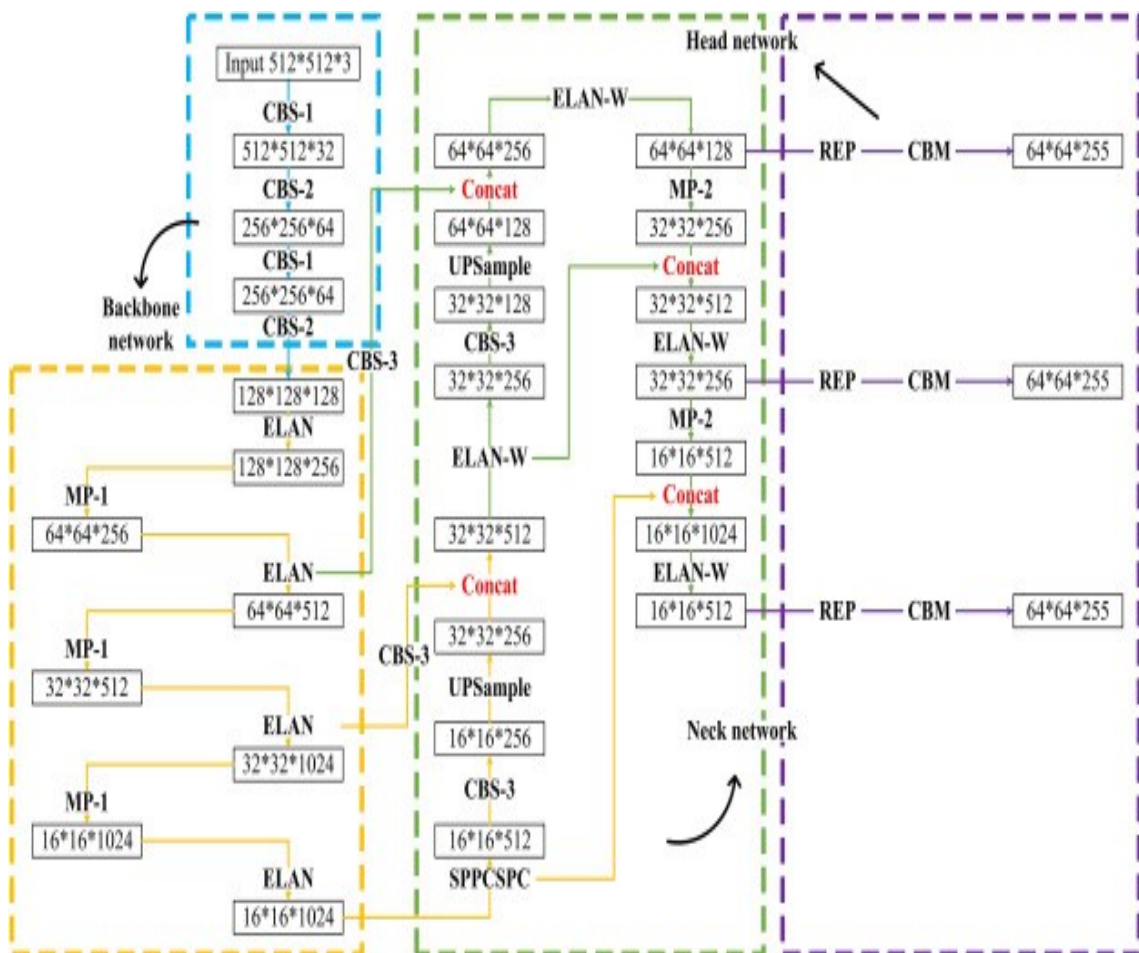 Input 512*512*3
CBS-1
512*512*32
CBS-2
256*256*64
CBS-1
256*256*64
CBS-2
Backbone
network
128*128*128
ELAN
128*128*256
MP-1
64*64*256
ELAN
64*64*512
MP-1
32*32*512
ELAN
32*32*1024
MP-1
16*16*1024
ELAN
16*16*1024
CBS-3
CBS-3
ELAN-W
64*64*256
Concat
64*64*128
UPSample
32*32*128
CBS-3
32*32*256
ELAN-W
32*32*512
Concat
32*32*256
UPSample
16*16*256
CBS-3
16*16*512
SPPCSPC
64*64*128
MP-2
32*32*256
Concat
32*32*512
ELAN-W
32*32*256
MP-2
16*16*512
Concat
16*16*1024
ELAN-W
16*16*512
Neck network
Head network
REP CBM 64*64*255
REP CBM 64*64*255
REP CBM 64*64*255